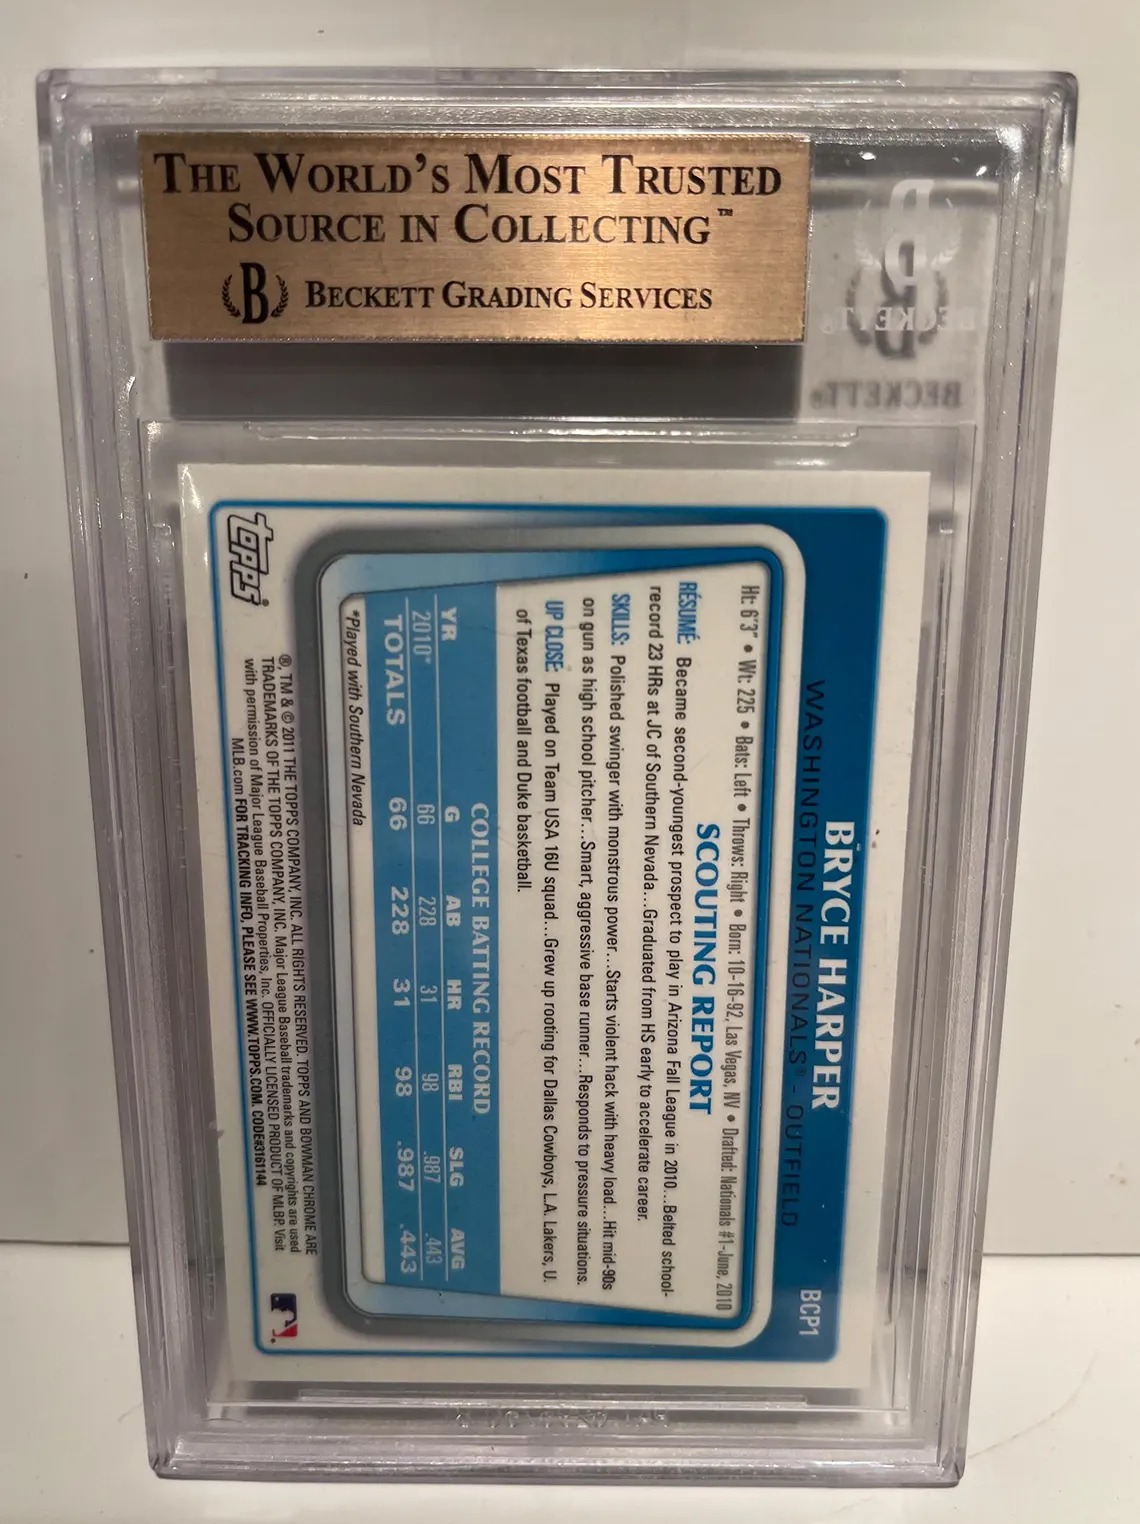 THE WORLD'S MOST TRUSTED
SOURCE IN COLLECTING™
B BECKETT GRADING SERVICES
BECKETT®
BRYCE HARPER
WASHINGTON NATIONALS® - OUTFIELD
BCP1
Ht: 6'3" • Wt: 225 • Bats: Left • Throws: Right • Born: 10-16-92, Las Vegas, NV • Drafted: Nationals #1-June, 2010
SCOUTING REPORT
RÉSUMÉ: Became second-youngest prospect to play in Arizona Fall League in 2010...Belted school-
record 23 HRs at JC of Southern Nevada...Graduated from HS early to accelerate career.
SKILLS: Polished swinger with monstrous power...Starts violent hack with heavy load...Hit mid-90s
on gun as high school pitcher...Smart, aggressive base runner...Responds to pressure situations.
UP CLOSE: Played on Team USA 16U squad...Grew up rooting for Dallas Cowboys, L.A. Lakers, U.
of Texas football and Duke basketball.
COLLEGE BATTING RECORD
YR G AB HR RBI SLG AVG
2010* 66 228 31 98 .987 .443
TOTALS 66 228 31 98 .987 .443
*Played with Southern Nevada
topps®
®, TM & © 2011 THE TOPPS COMPANY, INC. ALL RIGHTS RESERVED. TOPPS AND BOWMAN CHROME ARE
TRADEMARKS OF THE TOPPS COMPANY, INC. Major League Baseball trademarks and copyrights are used
with permission of Major League Baseball Properties, Inc. OFFICIALLY LICENSED PRODUCT OF MLBP. Visit
MLB.com FOR TRACKING INFO, PLEASE SEE WWW.TOPPS.COM. CODE#3161144